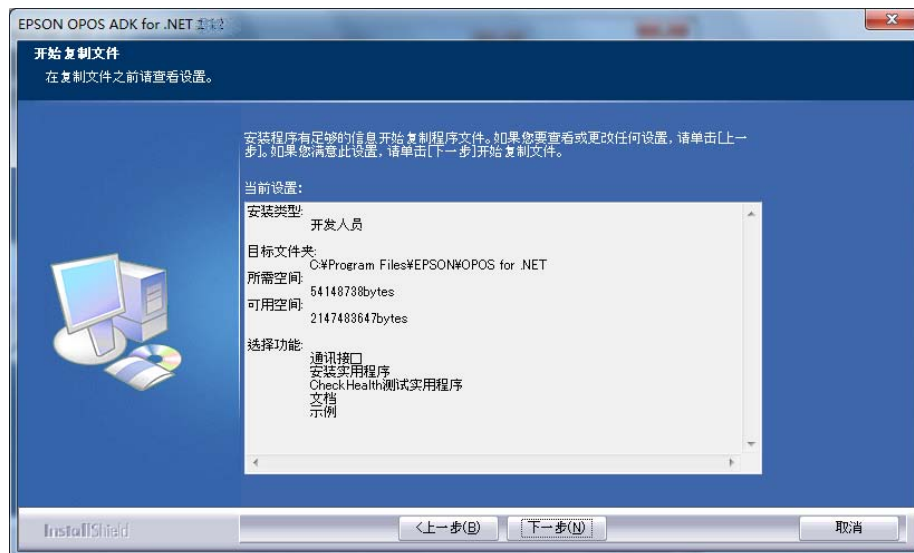 EPSON OPOS ADK for .NET
开始复制文件
在复制文件之前请查看设置。
安装程序有足够的信息开始复制程序文件。如果您要查看或更改任何设置，请单击[上一
步]。如果您满意此设置，请单击[下一步]开始复制文件。
当前设置：
安装类型:
开发人员
目标文件夹:
C:¥Program Files¥EPSON¥OPOS for .NET
所需空间:
54148738bytes
可用空间:
2147483647bytes
选择功能:
通讯接口
安装实用程序
CheckHealth测试实用程序
文档
示例
InstallShield
<上一步(B)
下一步(N)
取消